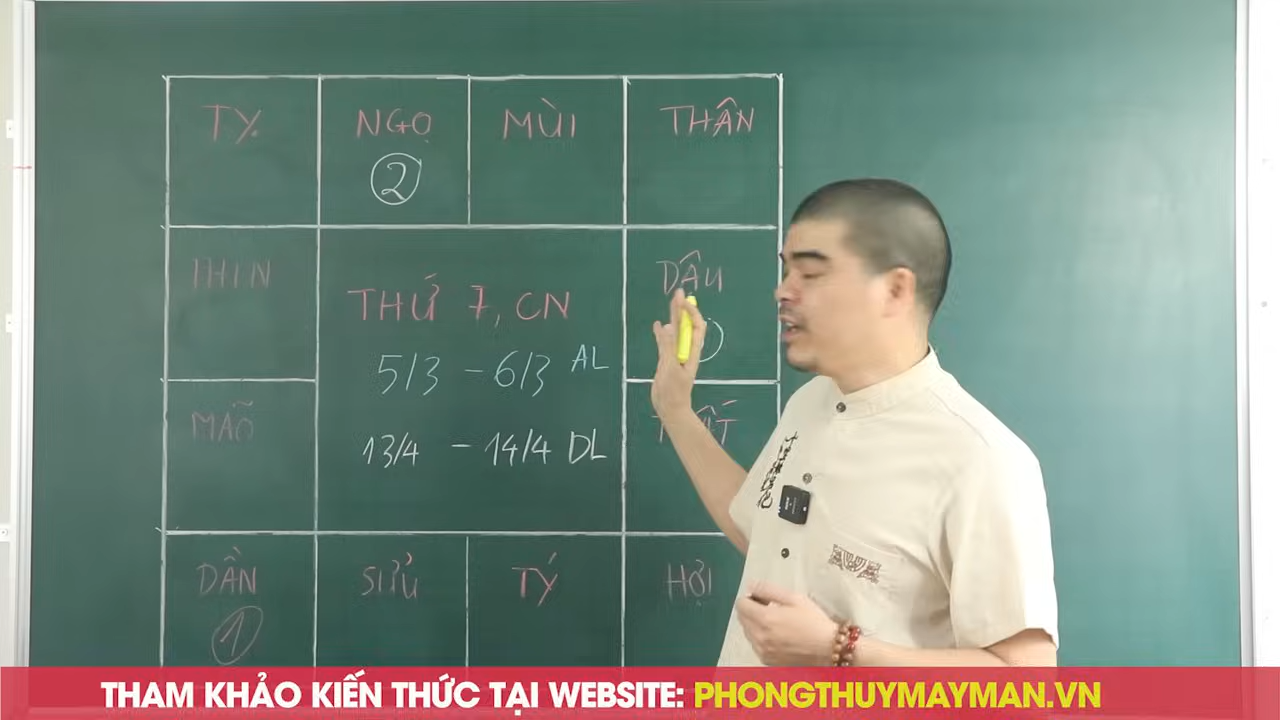 TỴ
NGỌ
MÙI
THÂN
2
THÌN
DẬU
THỨ 7, CN
5/3 - 6/3 AL
MÃO
13/4 - 14/4 DL
DẦN
SỬU
TÝ
HỢI
1
THAM KHẢO KIẾN THỨC TẠI WEBSITE: PHONGTHUYMAYMAN.VN